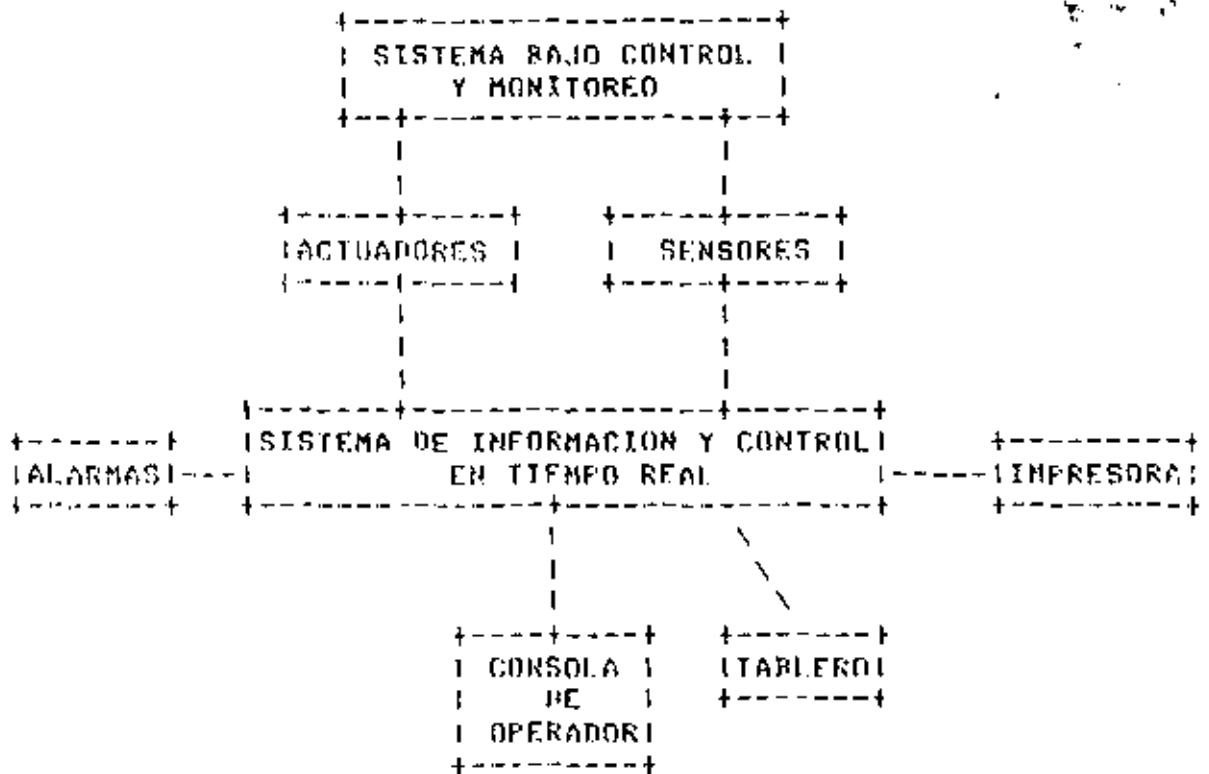 SISTEMA BAJO CONTROL
Y MONITOREO
ACTUADORES
SENSORES
SISTEMA DE INFORMACION Y CONTROL
EN TIEMPO REAL
ALARMAS
IMPRESORA
CONSOLA
DE
OPERADOR
TABLERO